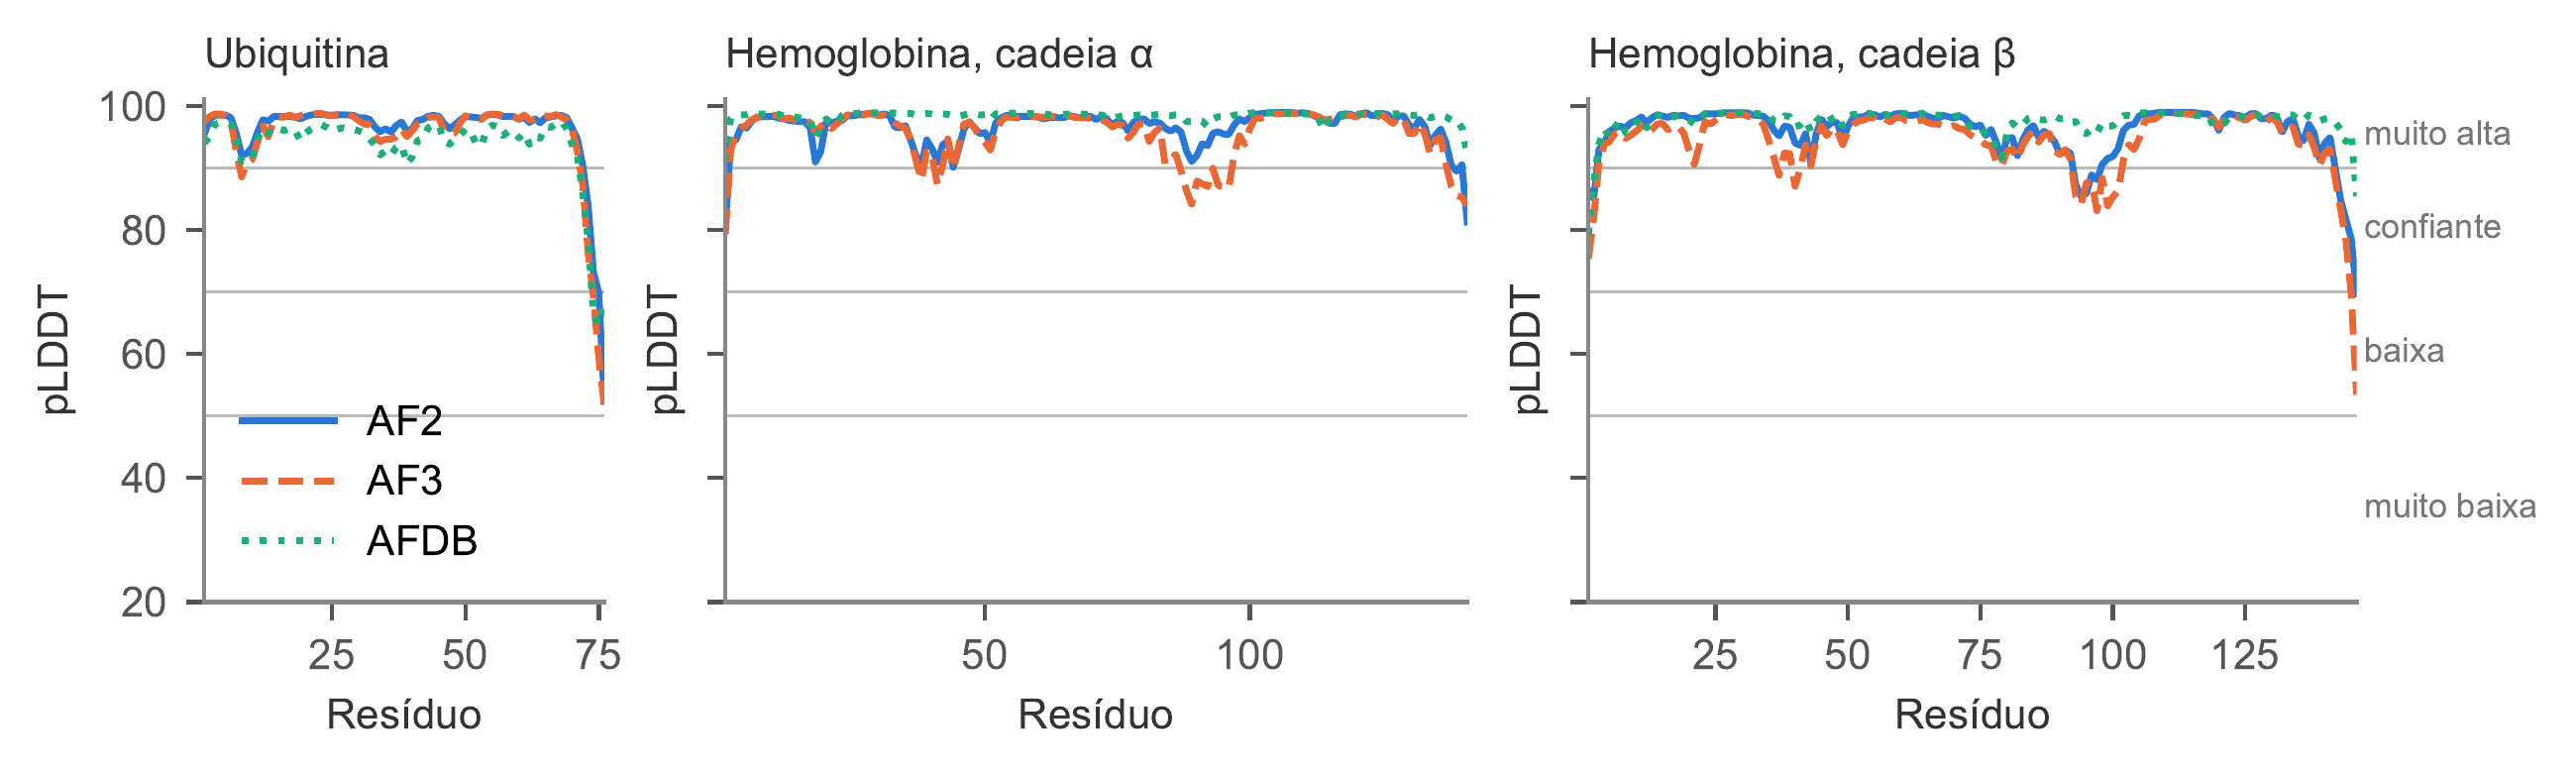 Ubiquitina
Hemoglobina, cadeia α
Hemoglobina, cadeia β
pLDDT
100
80
60
40
20
AF2
AF3
AFDB
25 50 75
Resíduo
pLDDT
50 100
Resíduo
pLDDT
25 50 75 100 125
Resíduo
muito alta
confiante
baixa
muito baixa